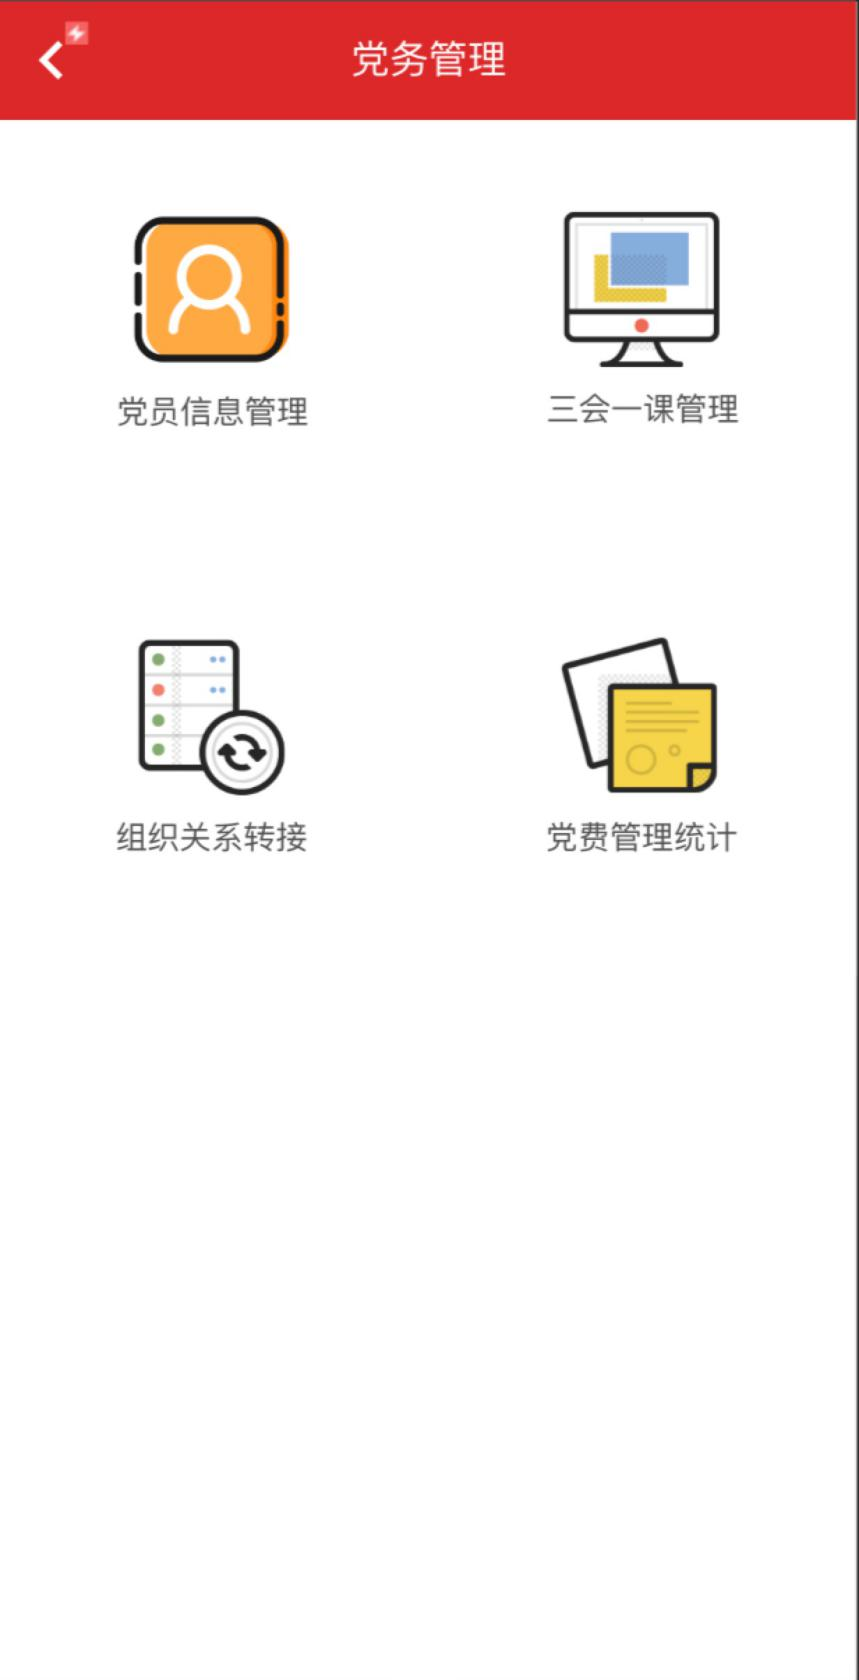 党务管理
党员信息管理
三会一课管理
组织关系转接
党费管理统计